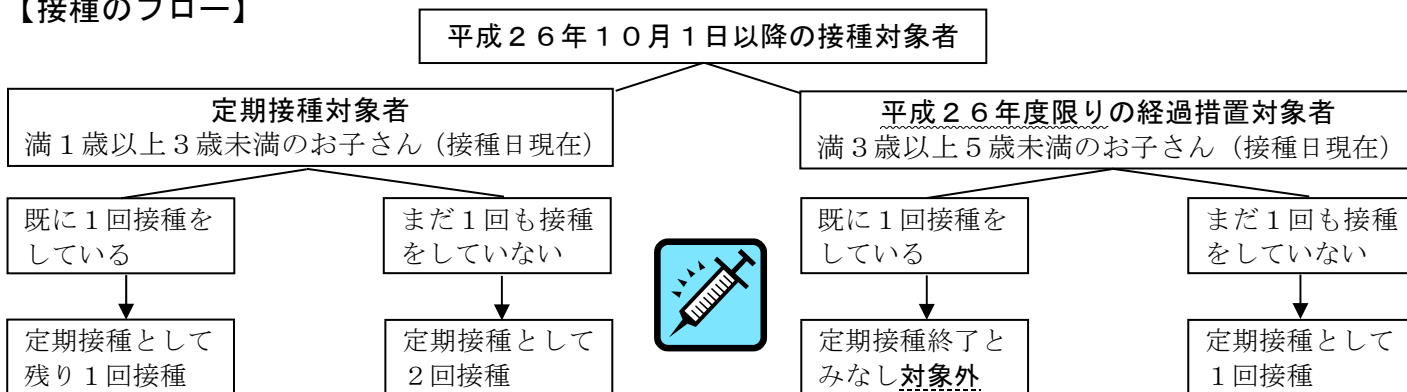 【接種のフロー】
平成２６年１０月１日以降の接種対象者
定期接種対象者
満１歳以上３歳未満のお子さん（接種日現在）
平成２６年度限りの経過措置対象者
満３歳以上５歳未満のお子さん（接種日現在）
既に１回接種を
している
まだ１回も接種
をしていない
既に１回接種を
している
まだ１回も接種
をしていない
定期接種として
残り１回接種
定期接種として
２回接種
定期接種終了と
みなし対象外
定期接種として
１回接種